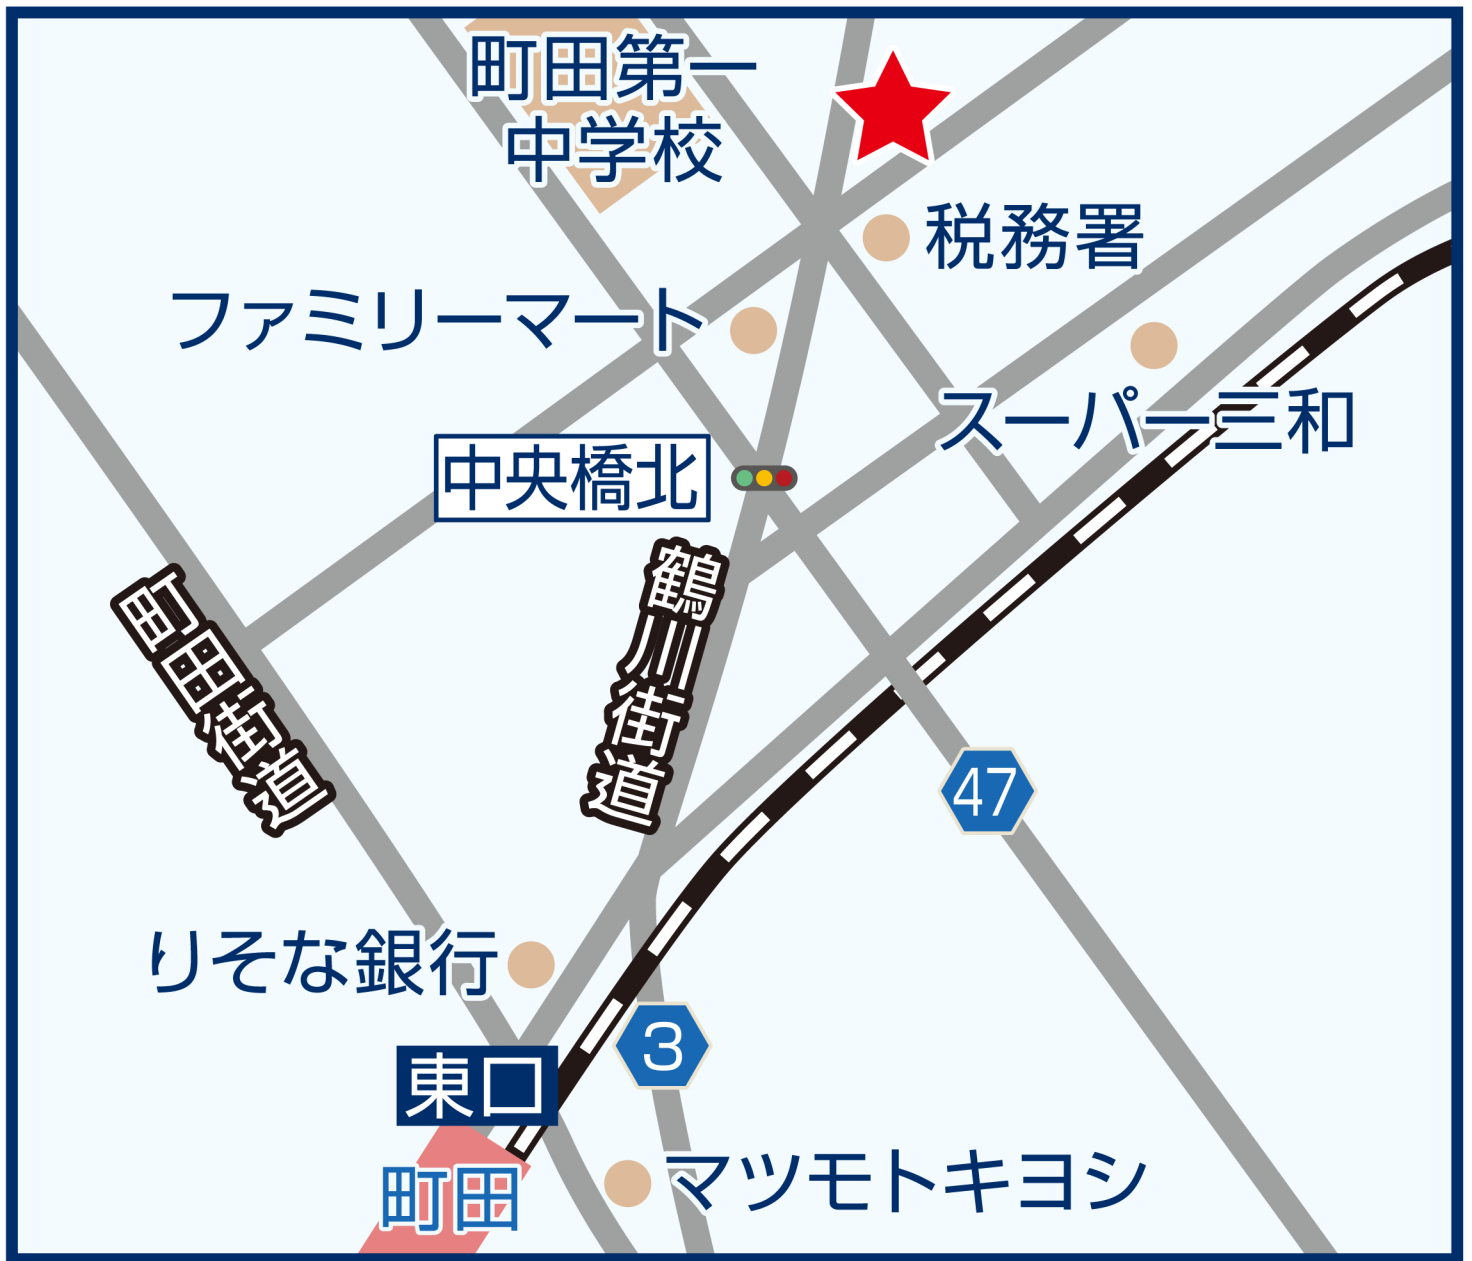 町田第一
中学校
税務署
ファミリーマート
スーパー三和
中央橋北
鶴川街道
町田街道
47
りそな銀行
3
東口
町田
マツモトキヨシ